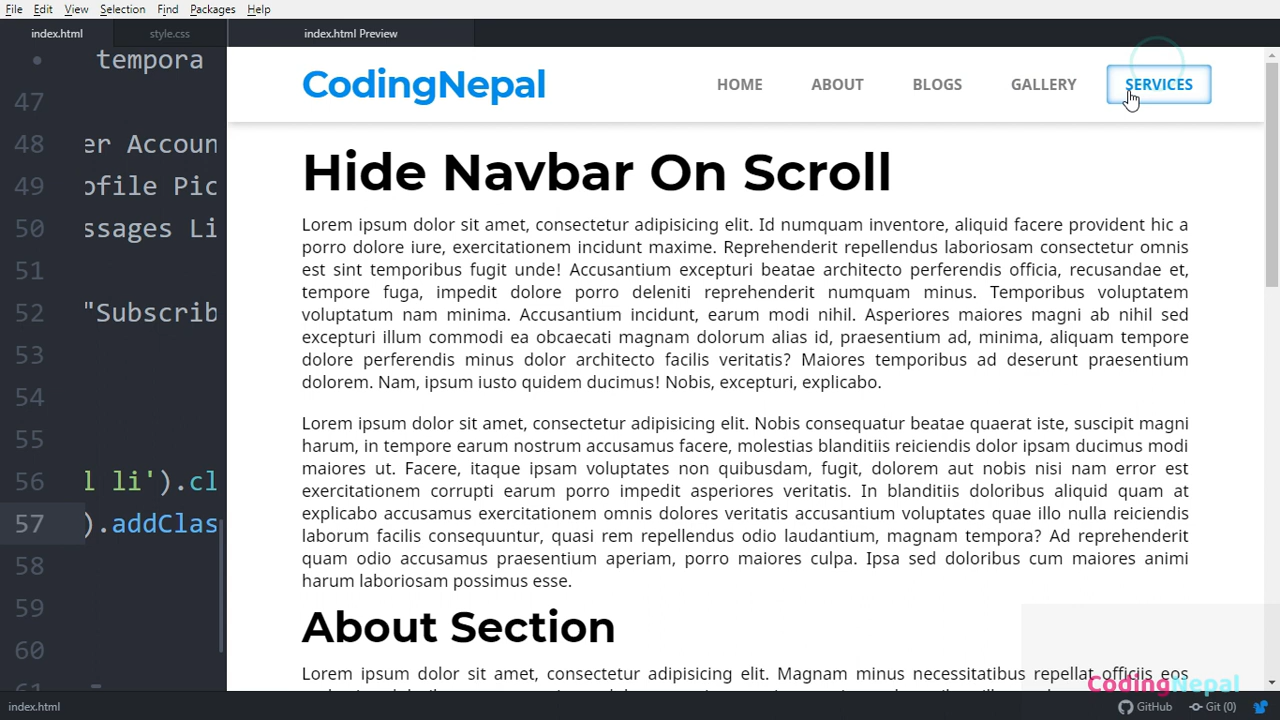 File Edit View Selection Find Packages Help
index.html style.css index.html Preview
tempora
47
48 er Accoun
49 ofile Pic
50 ssages Li
51
52 "Subscrib
53
54
55
56 l li').cl
57 ).addClas
58
59
60
CodingNepal HOME ABOUT BLOGS GALLERY SERVICES
Hide Navbar On Scroll
Lorem ipsum dolor sit amet, consectetur adipisicing elit. Id numquam inventore, aliquid facere provident hic a
porro dolore iure, exercitationem incidunt maxime. Reprehenderit repellendus laboriosam consectetur omnis
est sint temporibus fugit unde! Accusantium excepturi beatae architecto perferendis officia, recusandae et,
tempore fuga, impedit dolore porro deleniti reprehenderit numquam minus. Temporibus voluptatem
voluptatum nam minima. Accusantium incidunt, earum modi nihil. Asperiores maiores magni ab nihil sed
excepturi illum commodi ea obcaecati magnam dolorum alias id, praesentium ad, minima, aliquam tempore
dolore perferendis minus dolor architecto facilis veritatis? Maiores temporibus ad deserunt praesentium
dolorem. Nam, ipsum iusto quidem ducimus! Nobis, excepturi, explicabo.
Lorem ipsum dolor sit amet, consectetur adipisicing elit. Nobis consequatur beatae quaerat iste, suscipit magni
harum, in tempore earum nostrum accusamus facere, molestias blanditiis reiciendis dolor ipsam ducimus modi
maiores ut. Facere, itaque ipsam voluptates non quibusdam, fugit, dolorem aut nobis nisi nam error est
exercitationem corrupti earum porro impedit asperiores veritatis. In blanditiis doloribus aliquid quam at
explicabo accusamus exercitationem omnis dolores veritatis accusantium voluptates quae illo nulla reiciendis
laborum facilis consequuntur, quasi rem repellendus odio laudantium, magnam tempora? Ad reprehenderit
quam odio accusamus praesentium aperiam, porro maiores culpa. Ipsa sed doloribus cum maiores animi
harum laboriosam possimus esse.
About Section
Lorem ipsum dolor sit amet, consectetur adipisicing elit. Magnam minus necessitatibus repellat officiis eos
CodingNepal
index.html GitHub Git (0)